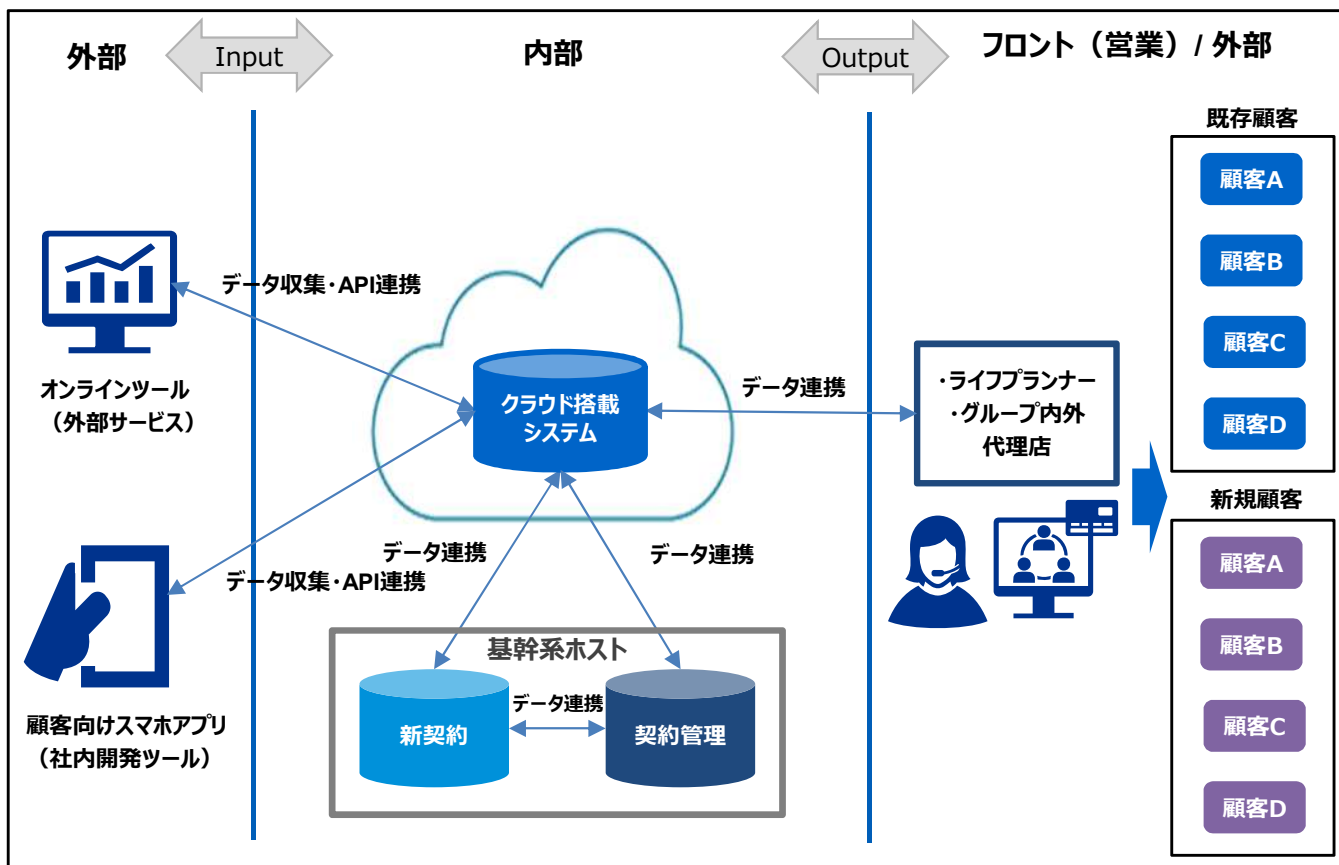 外部
Input
内部
Output
フロント（営業）/ 外部
既存顧客
顧客A
顧客B
顧客C
顧客D
データ収集・API連携
オンラインツール
（外部サービス）
クラウド搭載
システム
データ連携
・ライフプランナー
・グループ内外
代理店
新規顧客
顧客A
顧客B
顧客C
顧客D
データ連携
データ連携
データ収集・API連携
基幹系ホスト
新契約
データ連携
契約管理
顧客向けスマホアプリ
（社内開発ツール）